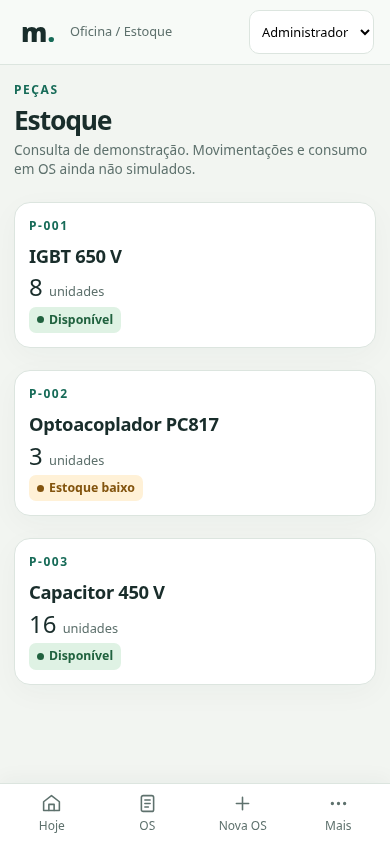 m.
Oficina / Estoque
Administrador
PEÇAS
Estoque
Consulta de demonstração. Movimentações e consumo
em OS ainda não simulados.
P-001
IGBT 650 V
8 unidades
Disponível
P-002
Optoacoplador PC817
3 unidades
Estoque baixo
P-003
Capacitor 450 V
16 unidades
Disponível
Hoje
OS
Nova OS
Mais